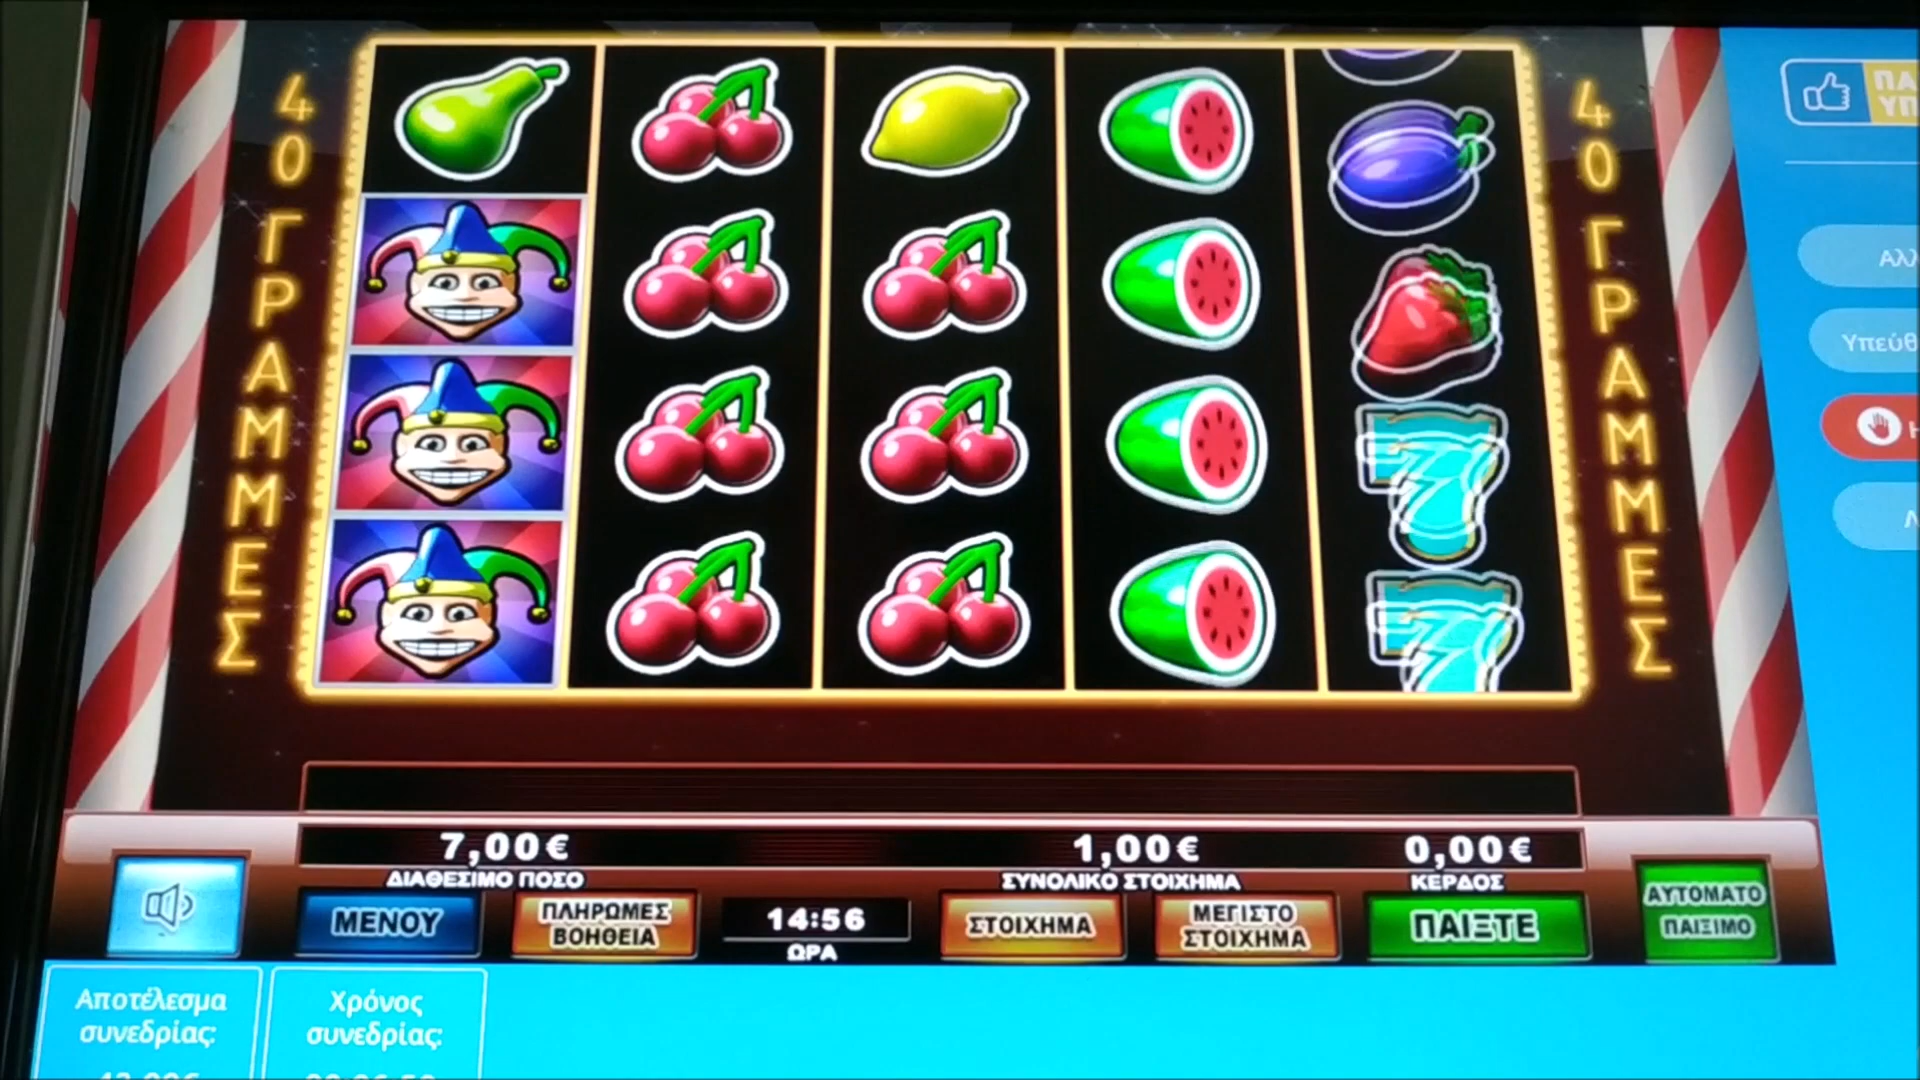 40 ΓΡΑΜΜΕΣ
40 ΓΡΑΜΜΕΣ
7,00€
1,00€
0,00€
ΔΙΑΘΕΣΙΜΟ ΠΟΣΟ
ΣΥΝΟΛΙΚΟ ΣΤΟΙΧΗΜΑ
ΚΕΡΔΟΣ
ΜΕΝΟΥ
ΠΛΗΡΩΜΕΣ
ΒΟΗΘΕΙΑ
14:56
ΩΡΑ
ΣΤΟΙΧΗΜΑ
ΜΕΓΙΣΤΟ
ΣΤΟΙΧΗΜΑ
ΠΑΙΞΤΕ
ΑΥΤΟΜΑΤΟ
ΠΑΙΞΙΜΟ
Αποτέλεσμα
συνεδρίας:
Χρόνος
συνεδρίας: